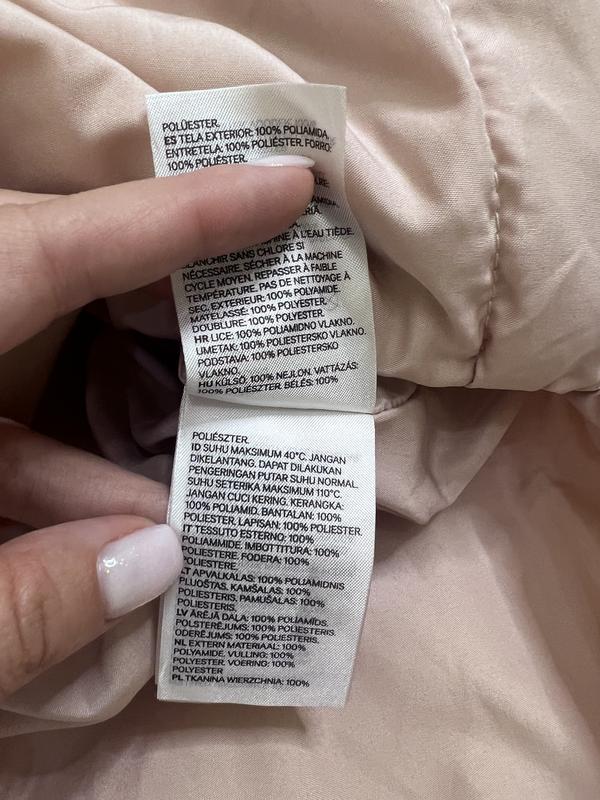 POLÜESTER.
ES TELA EXTERIOR: 100% POLIAMIDA.
ENTRETELA: 100% POLIÉSTER. FORRO:
100% POLIÉSTER.
ARE:
À L'EAU TIÈDE.
BLANCHIR SANS CHLORE SI
NÉCESSAIRE. SÉCHER À LA MACHINE
CYCLE MOYEN. REPASSER À FAIBLE
TEMPÉRATURE. PAS DE NETTOYAGE À
SEC. EXTERIEUR: 100% POLYAMIDE.
MATELASSÉ: 100% POLYESTER.
DOUBLURE: 100% POLYESTER.
HR LICE: 100% POLIAMIDNO VLAKNO.
UMETAK: 100% POLIESTERSKO VLAKNO.
PODSTAVA: 100% POLIESTERSKO
VLAKNO.
HU KÜLSŐ: 100% NEJLON. VATTÁZÁS:
100% POLIÉSZTER. BÉLÉS: 100%
POLIÉSZTER.
ID SUHU MAKSIMUM 40°C. JANGAN
DIKELANTANG. DAPAT DILAKUKAN
PENGERINGAN PUTAR SUHU NORMAL.
SUHU SETERIKA MAKSIMUM 110°C.
JANGAN CUCI KERING. KERANGKA:
100% POLIAMID. BANTALAN: 100%
POLIESTER. LAPISAN: 100% POLIESTER.
IT TESSUTO ESTERNO: 100%
POLIAMMIDE. IMBOTTITURA: 100%
POLIESTERE. FODERA: 100%
POLIESTERE.
LT APVALKALAS: 100% POLIAMIDNIS
PLUOŠTAS. KAMŠALAS: 100%
POLIESTERIS. PAMUŠALAS: 100%
POLIESTERIS.
LV ĀRĒJĀ DAĻA: 100% POLIAMĪDS.
POLSTERĒJUMS: 100% POLIESTERIS.
ODERĒJUMS: 100% POLIESTERIS.
NL EXTERN MATERIAAL: 100%
POLYAMIDE. VULLING: 100%
POLYESTER. VOERING: 100%
POLYESTER
PL TKANINA WIERZCHNIA: 100%